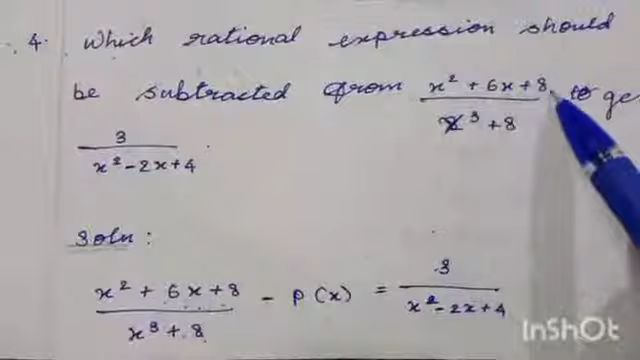 4. Which rational expression should
be subtracted from (x² + 6x + 8)/(x³ + 8) to ge
3/(x² - 2x + 4) .
Soln :
(x² + 6x + 8)/(x³ + 8) - P(x) = 3/(x² - 2x + 4)
InShOt